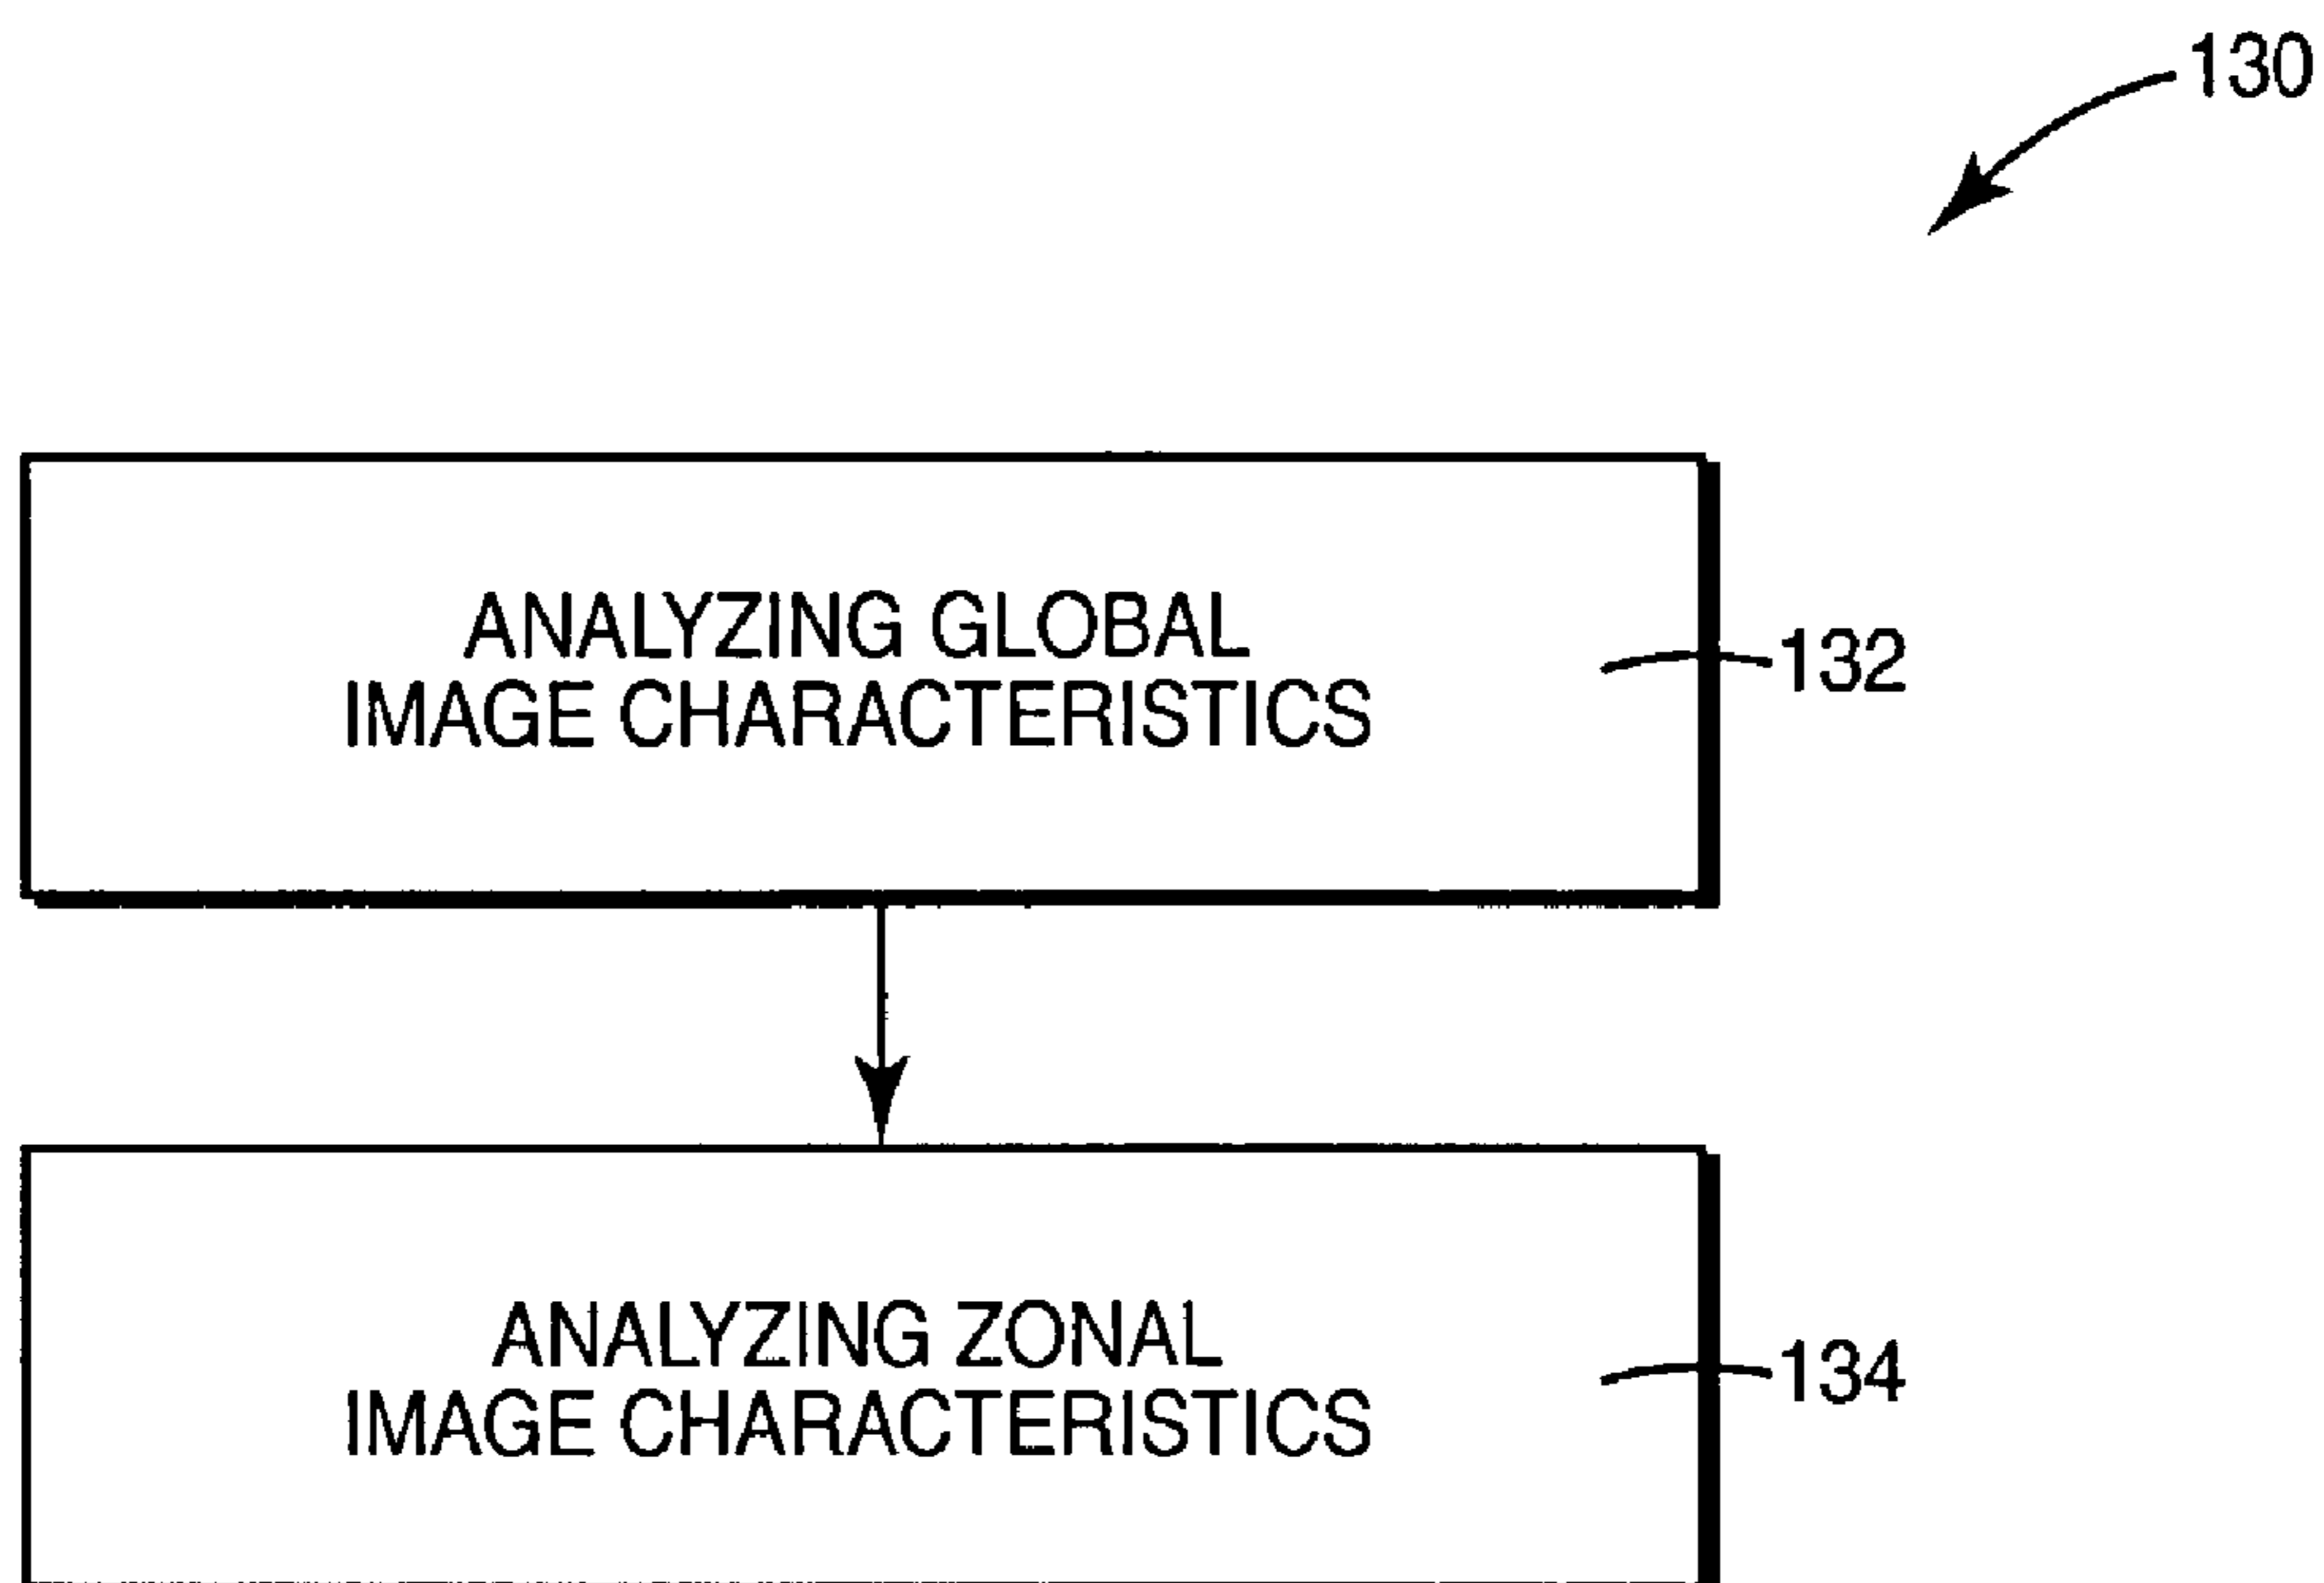 130
ANALYZING GLOBAL
IMAGE CHARACTERISTICS
132
ANALYZING ZONAL
IMAGE CHARACTERISTICS
134